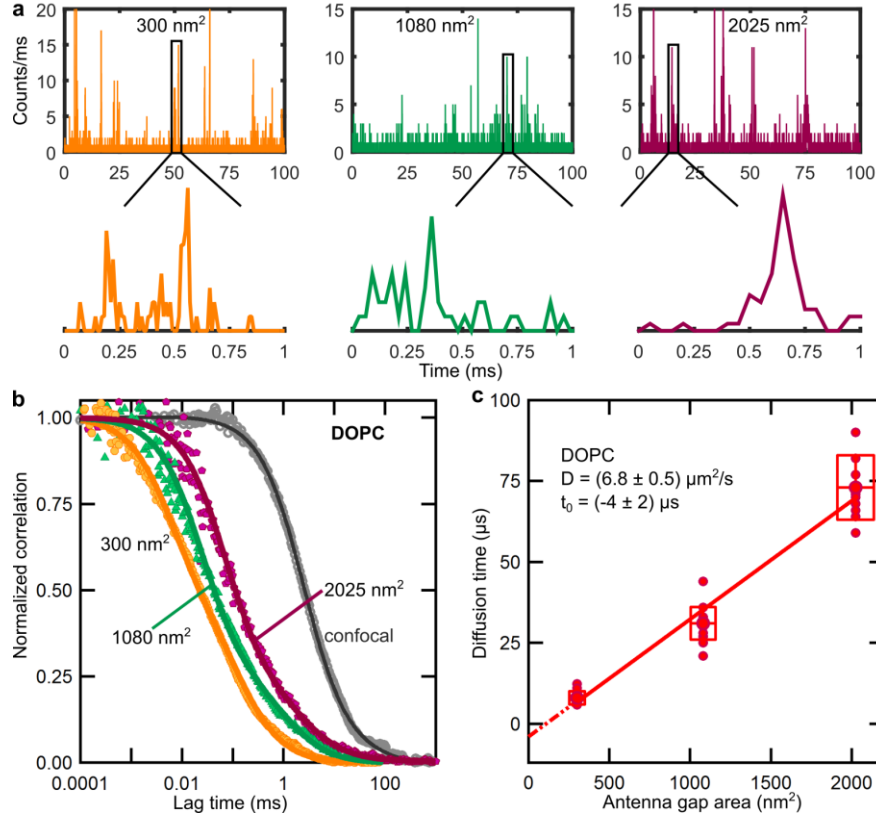 a
300 nm²
1080 nm²
2025 nm²
Counts/ms
20
15
10
5
0
0 25 50 75 100
15
10
5
0
0 25 50 75 100
15
10
5
0
0 25 50 75 100
0 0.25 0.5 0.75 1
0 0.25 0.5 0.75 1
0 0.25 0.5 0.75 1
Time (ms)
b
DOPC
Normalized correlation
1.00
0.75
0.50
0.25
0.00
300 nm²
1080 nm²
2025 nm²
confocal
0.0001 0.01 1 100
Lag time (ms)
c
DOPC
D = (6.8 ± 0.5) µm²/s
t₀ = (-4 ± 2) µs
Diffusion time (µs)
100
75
50
25
0
0 500 1000 1500 2000
Antenna gap area (nm²)